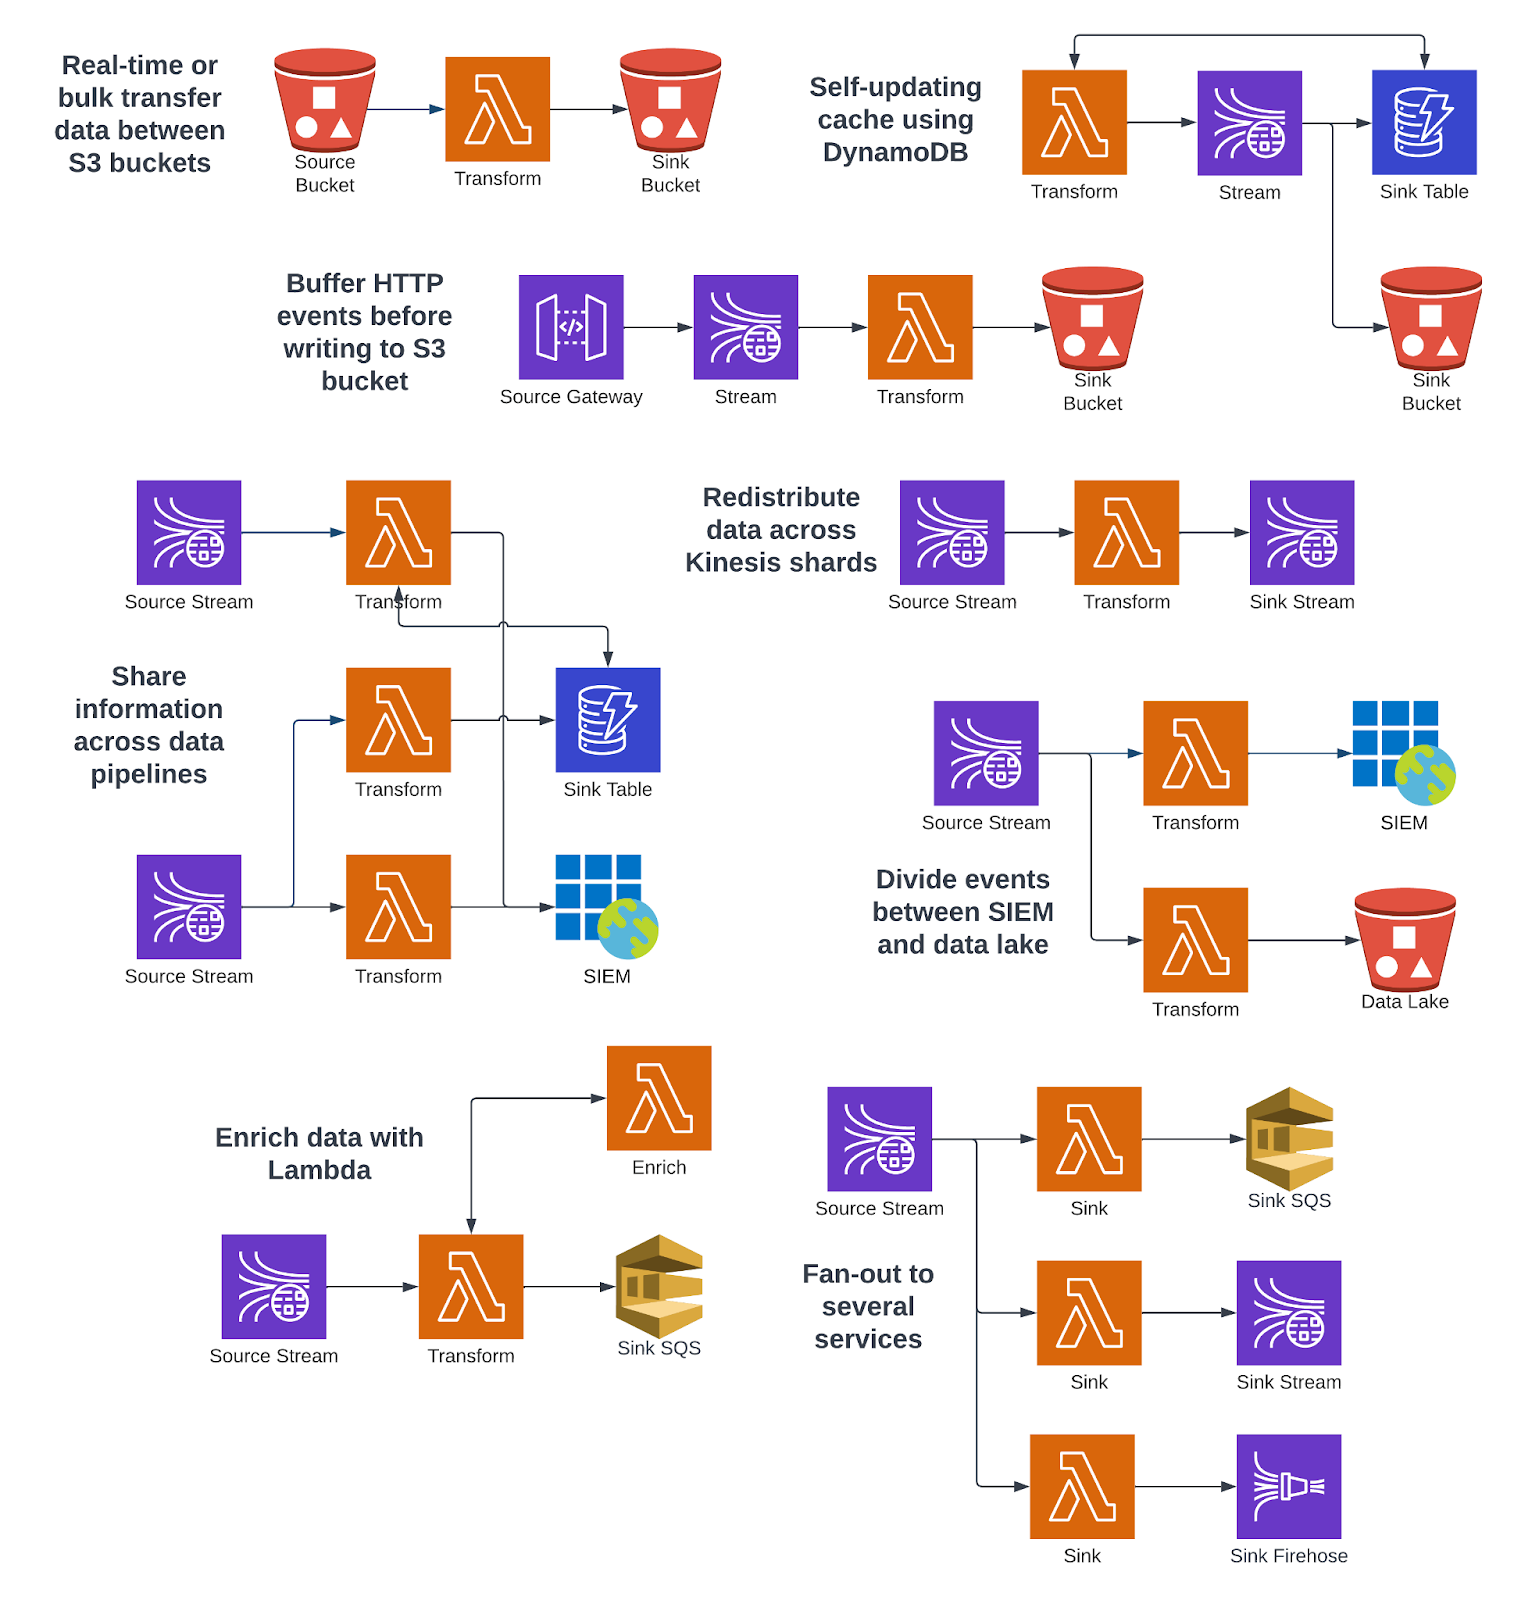 Real-time or
bulk transfer
data between
S3 buckets
Source
Bucket
Transform
Sink
Bucket
Self-updating
cache using
DynamoDB
Transform
Stream
Sink Table
Sink
Bucket
Buffer HTTP
events before
writing to S3
bucket
Source Gateway
Stream
Transform
Sink
Bucket
Source Stream
Transform
Share
information
across data
pipelines
Transform
Sink Table
Source Stream
Transform
SIEM
Redistribute
data across
Kinesis shards
Source Stream
Transform
Sink Stream
Source Stream
Transform
SIEM
Divide events
between SIEM
and data lake
Transform
Data Lake
Enrich data with
Lambda
Enrich
Source Stream
Transform
Sink SQS
Source Stream
Sink
Sink SQS
Fan-out to
several
services
Sink
Sink Stream
Sink
Sink Firehose